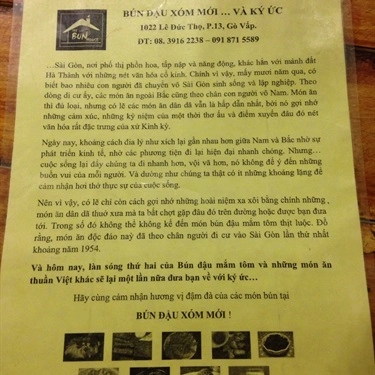 BÚN
BÚN ĐẬU XÓM MỚI … VÀ KÝ ỨC
1022 Lê Đức Thọ, P.13, Gò Vấp.
ĐT: 08. 3916 2238 – 091 871 5589
…Sài Gòn, nơi phố thị phồn hoa, tấp nập và năng động, khác hẳn với mảnh đất
Hà Thành với những nét văn hóa cổ kính. Chính vì vậy, mấy mươi năm qua, có
biết bao nhiêu con người đã chuyển vô Sài Gòn sinh sống và lập nghiệp. Theo
dòng di cư ấy, các món ăn ngoài Bắc cũng theo chân con người vô Nam. Món ăn
thì đủ loại, nhưng có lẽ các món ăn dân dã vẫn là hấp dẫn nhất, bởi nó gợi nhớ
những cảm xúc, những kỷ niệm của một thời thơ ấu và điểm xuyến đâu đó nét
văn hóa rất đặc trưng của xứ Kinh kỳ.
Ngày nay, khoảng cách địa lý như xích lại gần nhau hơn giữa Nam và Bắc nhờ sự
phát triển kinh tế, nhờ các phương tiện đi lại hiện đại nhanh chóng. Nhưng…
cuộc sống lại đẩy chúng ta đi nhanh hơn, vội vã hơn, nó không để ý đến những
buồn vui của mỗi người. Và dường như chúng ta thật có ít những khoảng lặng để
cảm nhận hơi thở thực sự của cuộc sống.
Nên vì vậy, có lẽ chỉ còn cách gợi nhớ những hoài niệm xa xôi bằng chính những
món ăn dân dã thuở xưa mà ta bất chợt gặp đâu đó trên đường hoặc được bạn đưa
tới. Trong số đó không thể không kể đến món bún đậu mắm tôm thịt luộc. Đồ
rằng, món ăn độc đáo này đã theo chân người di cư vào Sài Gòn lần thứ nhất
khoảng năm 1954.
Và hôm nay, làn sóng thứ hai của Bún đậu mắm tôm và những món ăn
thuần Việt khác sẽ lại một lần nữa đưa bạn về với ký ức…
Hãy cùng cảm nhận hương vị đậm đà của các món bún tại
BÚN ĐẬU XÓM MỚI !